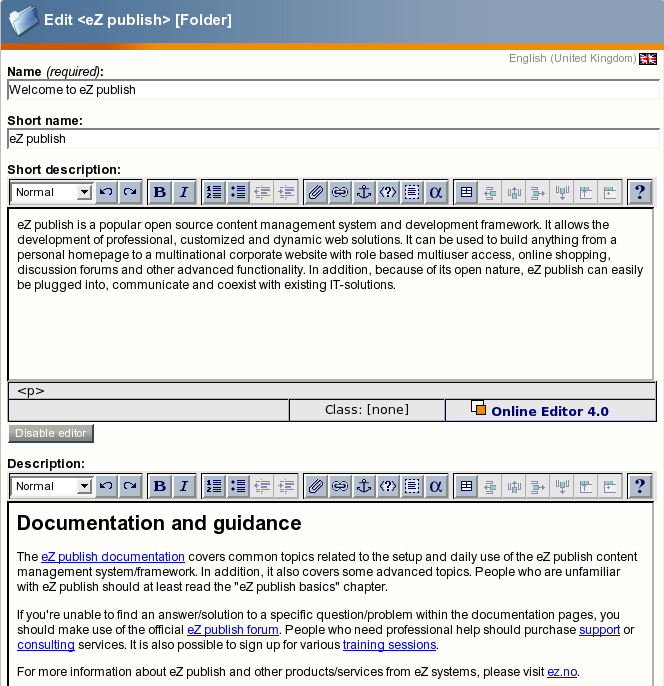 Edit <eZ publish> [Folder]
English (United Kingdom)
Name (required):
Welcome to eZ publish
Short name:
eZ publish
Short description:
Normal B I α ?
eZ publish is a popular open source content management system and development framework. It allows the
development of professional, customized and dynamic web solutions. It can be used to build anything from a
personal homepage to a multinational corporate website with role based multiuser access, online shopping,
discussion forums and other advanced functionality. In addition, because of its open nature, eZ publish can easily
be plugged into, communicate and coexist with existing IT-solutions.
<p>
Class: [none] Online Editor 4.0
Disable editor
Description:
Normal B I α ?
Documentation and guidance
The eZ publish documentation covers common topics related to the setup and daily use of the eZ publish content
management system/framework. In addition, it also covers some advanced topics. People who are unfamiliar
with eZ publish should at least read the "eZ publish basics" chapter.
If you're unable to find an answer/solution to a specific question/problem within the documentation pages, you
should make use of the official eZ publish forum. People who need professional help should purchase support or
consulting services. It is also possible to sign up for various training sessions.
For more information about eZ publish and other products/services from eZ systems, please visit ez.no.